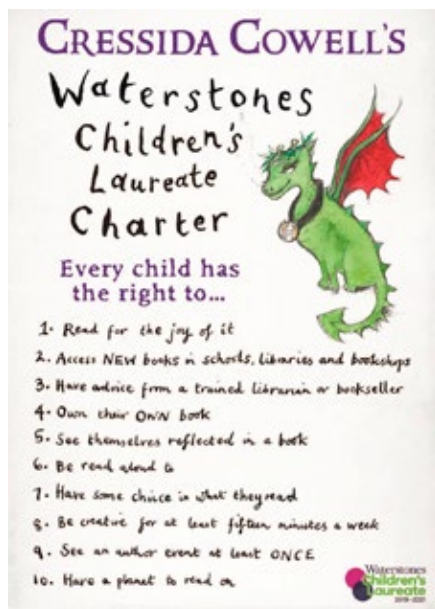 CRESSIDA COWELL'S
Waterstones
Children's
Laureate
Charter
Every child has
the right to...
1. Read for the joy of it
2. Access NEW books in schools, libraries and bookshops
3. Have advice from a trained librarian or bookseller
4. Own their OWN book
5. See themselves reflected in a book
6. Be read aloud to
7. Have some choice in what they read
8. Be creative for at least fifteen minutes a week
9. See an author event at least ONCE
10. Have a planet to read on
Waterstones
Children's
Laureate
2019-2021